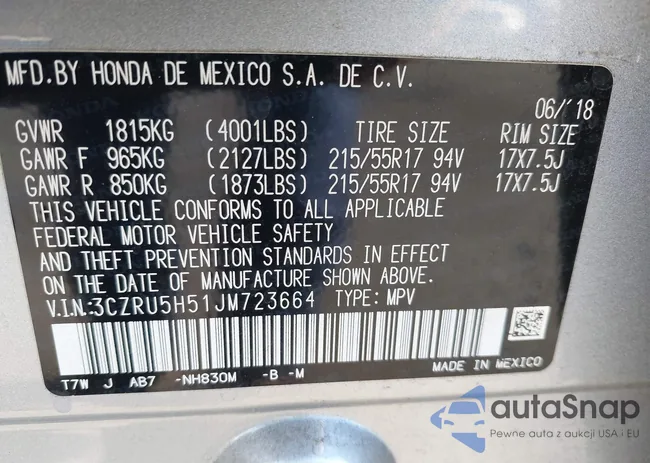 MFD.BY HONDA DE MEXICO S.A. DE C.V.
06/'18
GVWR 1815KG (4001LBS) TIRE SIZE RIM SIZE
GAWR F 965KG (2127LBS) 215/55R17 94V 17X7.5J
GAWR R 850KG (1873LBS) 215/55R17 94V 17X7.5J
THIS VEHICLE CONFORMS TO ALL APPLICABLE
FEDERAL MOTOR VEHICLE SAFETY
AND THEFT PREVENTION STANDARDS IN EFFECT
ON THE DATE OF MANUFACTURE SHOWN ABOVE.
V.I.N:3CZRU5H51JM723664 TYPE: MPV
T7W J AB7 -NH830M -B -M
MADE IN MEXICO
autaSnap
Pewne auta z aukcji USA i EU